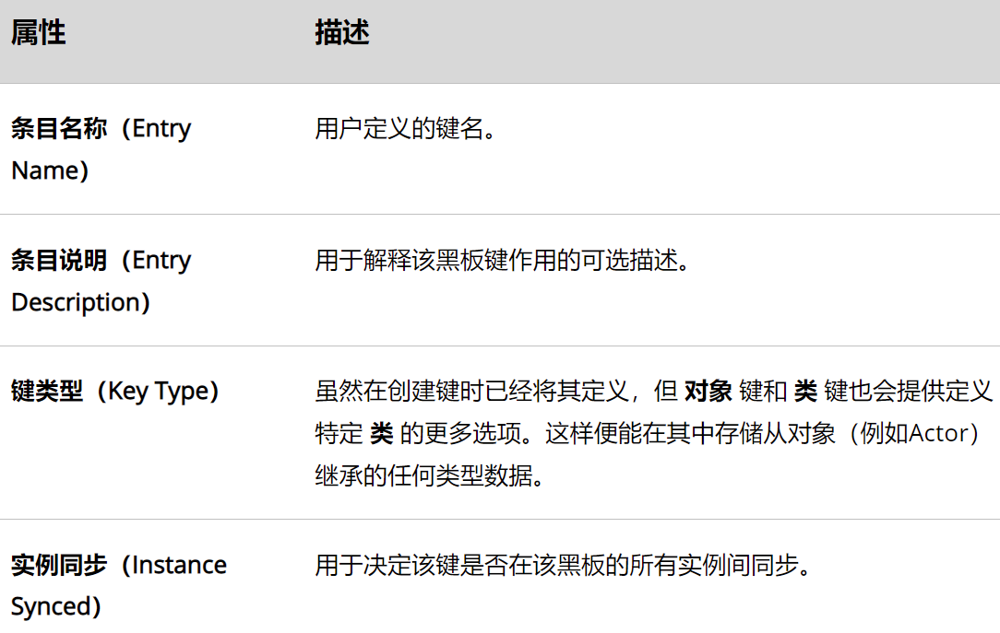 属性 描述
条目名称（Entry 用户定义的键名。
Name）
条目说明（Entry 用于解释该黑板键作用的可选描述。
Description）
键类型（Key Type） 虽然在创建键时已经将其定义，但 对象 键和 类 键也会提供定义
特定 类 的更多选项。这样便能在其中存储从对象（例如Actor）
继承的任何类型数据。
实例同步（Instance 用于决定该键是否在该黑板的所有实例间同步。
Synced）